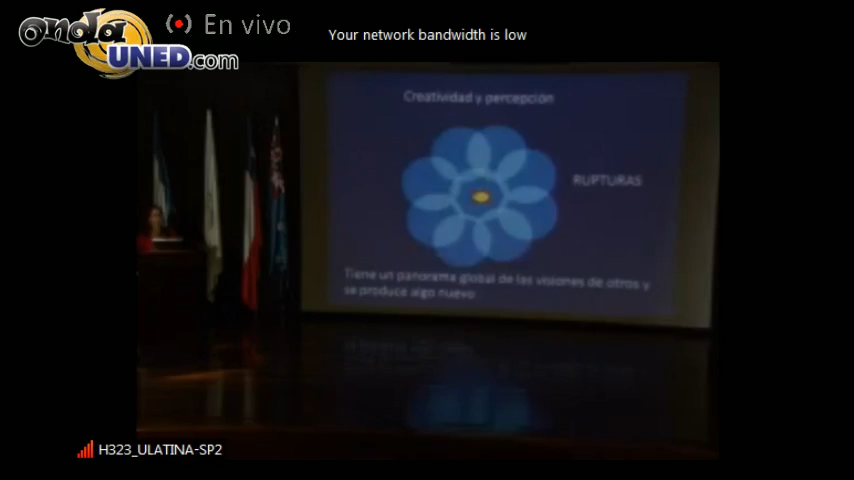 onda
UNED.com
En vivo
Your network bandwidth is low
Creatividad y percepción
RUPTURAS
Tiene un panorama global de las visiones de otros y
se produce algo nuevo
H323_ULATINA-SP2